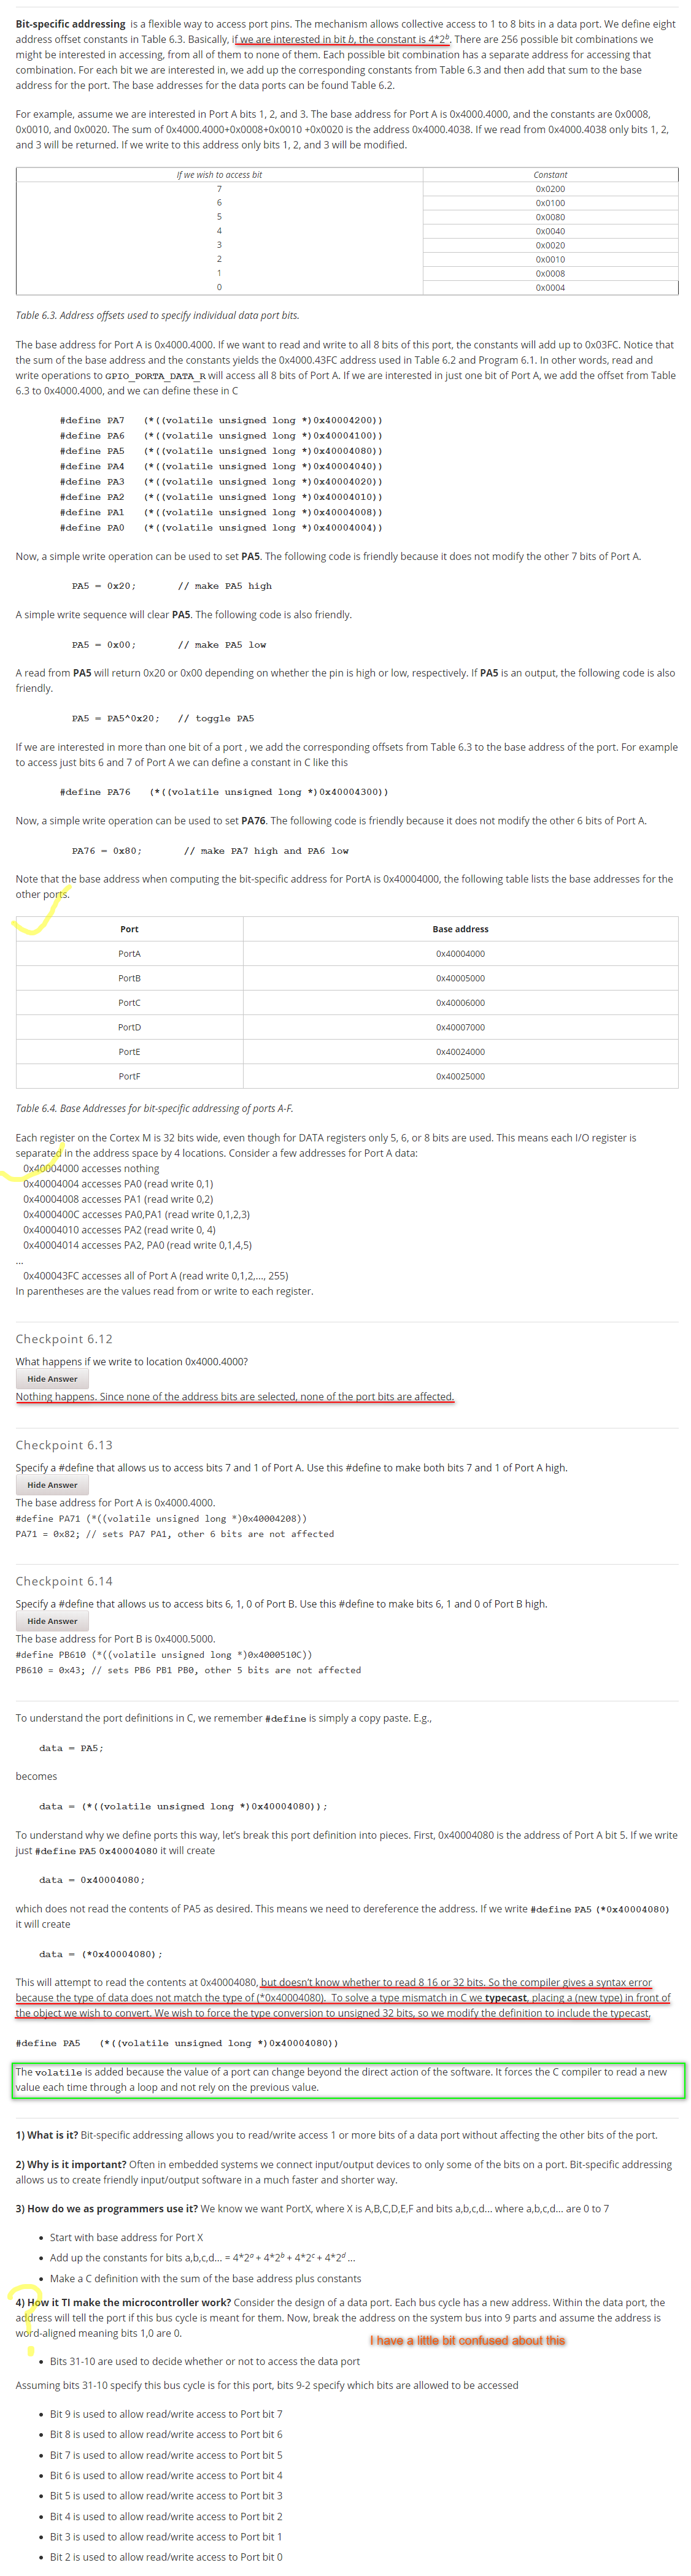 Bit-specific addressing is a flexible way to access port pins. The mechanism allows collective access to 1 to 8 bits in a data port. We define eight
address offset constants in Table 6.3. Basically, if we are interested in bit b, the constant is 4*2ᵇ. There are 256 possible bit combinations we
might be interested in accessing, from all of them to none of them. Each possible bit combination has a separate address for accessing that
combination. For each bit we are interested in, we add up the corresponding constants from Table 6.3 and then add that sum to the base
address for the port. The base addresses for the data ports can be found Table 6.2.
For example, assume we are interested in Port A bits 1, 2, and 3. The base address for Port A is 0x4000.4000, and the constants are 0x0008,
0x0010, and 0x0020. The sum of 0x4000.4000+0x0008+0x0010 +0x0020 is the address 0x4000.4038. If we read from 0x4000.4038 only bits 1, 2,
and 3 will be returned. If we write to this address only bits 1, 2, and 3 will be modified.
If we wish to access bit Constant
7 0x0200
6 0x0100
5 0x0080
4 0x0040
3 0x0020
2 0x0010
1 0x0008
0 0x0004
Table 6.3. Address offsets used to specify individual data port bits.
The base address for Port A is 0x4000.4000. If we want to read and write to all 8 bits of this port, the constants will add up to 0x03FC. Notice that
the sum of the base address and the constants yields the 0x4000.43FC address used in Table 6.2 and Program 6.1. In other words, read and
write operations to GPIO_PORTA_DATA_R will access all 8 bits of Port A. If we are interested in just one bit of Port A, we add the offset from Table
6.3 to 0x4000.4000, and we can define these in C
#define PA7 (*((volatile unsigned long *)0x40004200))
#define PA6 (*((volatile unsigned long *)0x40004100))
#define PA5 (*((volatile unsigned long *)0x40004080))
#define PA4 (*((volatile unsigned long *)0x40004040))
#define PA3 (*((volatile unsigned long *)0x40004020))
#define PA2 (*((volatile unsigned long *)0x40004010))
#define PA1 (*((volatile unsigned long *)0x40004008))
#define PA0 (*((volatile unsigned long *)0x40004004))
Now, a simple write operation can be used to set PA5. The following code is friendly because it does not modify the other 7 bits of Port A.
PA5 = 0x20; // make PA5 high
A simple write sequence will clear PA5. The following code is also friendly.
PA5 = 0x00; // make PA5 low
A read from PA5 will return 0x20 or 0x00 depending on whether the pin is high or low, respectively. If PA5 is an output, the following code is also
friendly.
PA5 = PA5^0x20; // toggle PA5
If we are interested in more than one bit of a port , we add the corresponding offsets from Table 6.3 to the base address of the port. For example
to access just bits 6 and 7 of Port A we can define a constant in C like this
#define PA76 (*((volatile unsigned long *)0x40004300))
Now, a simple write operation can be used to set PA76. The following code is friendly because it does not modify the other 6 bits of Port A.
PA76 = 0x80; // make PA7 high and PA6 low
Note that the base address when computing the bit-specific address for PortA is 0x40004000, the following table lists the base addresses for the
other ports.
Port Base address
PortA 0x40004000
PortB 0x40005000
PortC 0x40006000
PortD 0x40007000
PortE 0x40024000
PortF 0x40025000
Table 6.4. Base Addresses for bit-specific addressing of ports A-F.
Each register on the Cortex M is 32 bits wide, even though for DATA registers only 5, 6, or 8 bits are used. This means each I/O register is
separated in the address space by 4 locations. Consider a few addresses for Port A data:
0x40004000 accesses nothing
0x40004004 accesses PA0 (read write 0,1)
0x40004008 accesses PA1 (read write 0,2)
0x4000400C accesses PA0,PA1 (read write 0,1,2,3)
0x40004010 accesses PA2 (read write 0, 4)
0x40004014 accesses PA2, PA0 (read write 0,1,4,5)
...
0x400043FC accesses all of Port A (read write 0,1,2,..., 255)
In parentheses are the values read from or write to each register.
Checkpoint 6.12
What happens if we write to location 0x4000.4000?
Hide Answer
Nothing happens. Since none of the address bits are selected, none of the port bits are affected.
Checkpoint 6.13
Specify a #define that allows us to access bits 7 and 1 of Port A. Use this #define to make both bits 7 and 1 of Port A high.
Hide Answer
The base address for Port A is 0x4000.4000.
#define PA71 (*((volatile unsigned long *)0x40004208))
PA71 = 0x82; // sets PA7 PA1, other 6 bits are not affected
Checkpoint 6.14
Specify a #define that allows us to access bits 6, 1, 0 of Port B. Use this #define to make bits 6, 1 and 0 of Port B high.
Hide Answer
The base address for Port B is 0x4000.5000.
#define PB610 (*((volatile unsigned long *)0x4000510C))
PB610 = 0x43; // sets PB6 PB1 PB0, other 5 bits are not affected
To understand the port definitions in C, we remember #define is simply a copy paste. E.g.,
data = PA5;
becomes
data = (*((volatile unsigned long *)0x40004080));
To understand why we define ports this way, let's break this port definition into pieces. First, 0x40004080 is the address of Port A bit 5. If we write
just #define PA5 0x40004080 it will create
data = 0x40004080;
which does not read the contents of PA5 as desired. This means we need to dereference the address. If we write #define PA5 (*0x40004080)
it will create
data = (*0x40004080);
This will attempt to read the contents at 0x40004080, but doesn't know whether to read 8 16 or 32 bits. So the compiler gives a syntax error
because the type of data does not match the type of (*0x40004080). To solve a type mismatch in C we typecast, placing a (new type) in front of
the object we wish to convert. We wish to force the type conversion to unsigned 32 bits, so we modify the definition to include the typecast,
#define PA5 (*((volatile unsigned long *)0x40004080))
The volatile is added because the value of a port can change beyond the direct action of the software. It forces the C compiler to read a new
value each time through a loop and not rely on the previous value.
1) What is it? Bit-specific addressing allows you to read/write access 1 or more bits of a data port without affecting the other bits of the port.
2) Why is it important? Often in embedded systems we connect input/output devices to only some of the bits on a port. Bit-specific addressing
allows us to create friendly input/output software in a much faster and shorter way.
3) How do we as programmers use it? We know we want PortX, where X is A,B,C,D,E,F and bits a,b,c,d... where a,b,c,d... are 0 to 7
• Start with base address for Port X
• Add up the constants for bits a,b,c,d... = 4*2ᵃ + 4*2ᵇ + 4*2ᶜ + 4*2ᵈ ...
• Make a C definition with the sum of the base address plus constants
4) How it TI make the microcontroller work? Consider the design of a data port. Each bus cycle has a new address. Within the data port, the
address will tell the port if this bus cycle is meant for them. Now, break the address on the system bus into 9 parts and assume the address is
word-aligned meaning bits 1,0 are 0.
?
I have a little bit confused about this
• Bits 31-10 are used to decide whether or not to access the data port
Assuming bits 31-10 specify this bus cycle is for this port, bits 9-2 specify which bits are allowed to be accessed
• Bit 9 is used to allow read/write access to Port bit 7
• Bit 8 is used to allow read/write access to Port bit 6
• Bit 7 is used to allow read/write access to Port bit 5
• Bit 6 is used to allow read/write access to Port bit 4
• Bit 5 is used to allow read/write access to Port bit 3
• Bit 4 is used to allow read/write access to Port bit 2
• Bit 3 is used to allow read/write access to Port bit 1
• Bit 2 is used to allow read/write access to Port bit 0